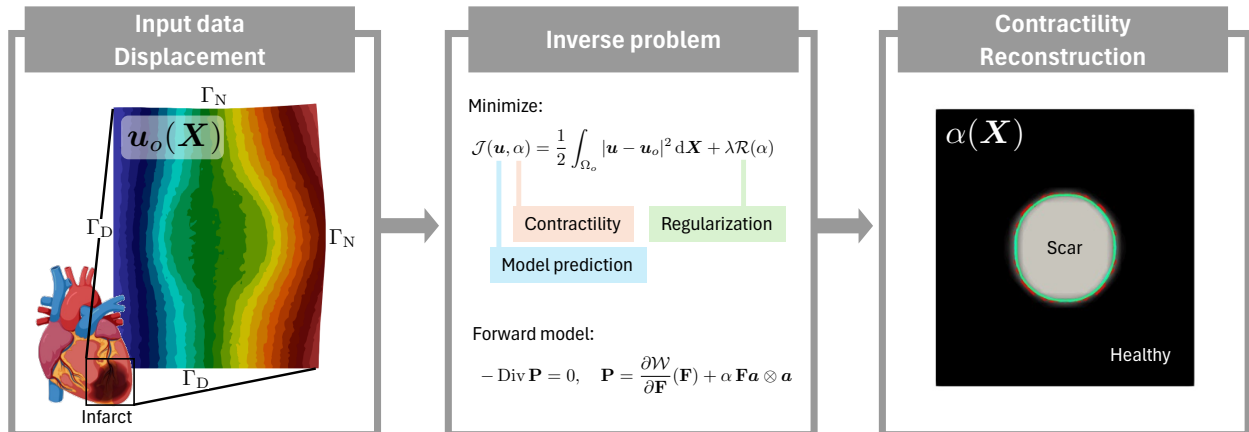 Input data
Displacement
Γ_N
𝒖_o(𝑿)
Γ_D
Γ_N
Γ_D
Infarct
Inverse problem
Minimize:
𝒥(𝒖, α) = 1/2 ∫_{Ω_o} |𝒖 − 𝒖_o|² d𝑿 + λℛ(α)
Contractility
Regularization
Model prediction
Forward model:
− Div 𝐏 = 0, 𝐏 = ∂𝒲/∂𝐅 (𝐅) + α 𝐅𝒂 ⊗ 𝒂
Contractility
Reconstruction
α(𝑿)
Scar
Healthy